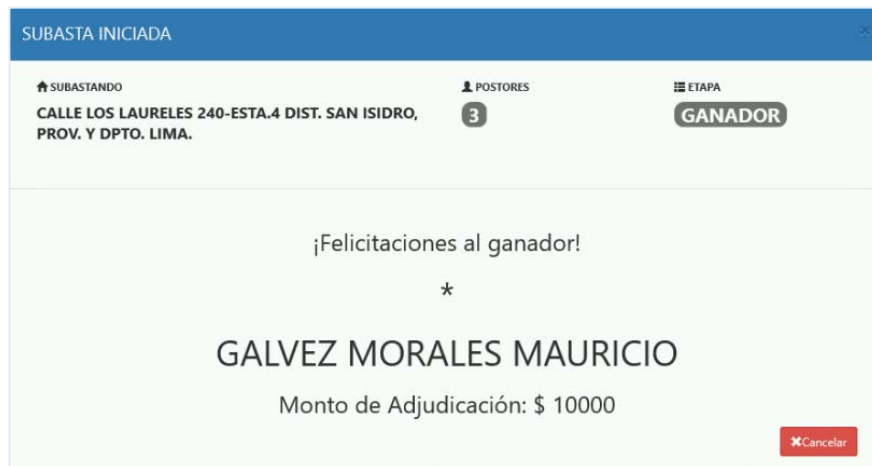 SUBASTA INICIADA
SUBASTANDO
CALLE LOS LAURELES 240-ESTA.4 DIST. SAN ISIDRO,
PROV. Y DPTO. LIMA.
POSTORES
3
ETAPA
GANADOR
¡Felicitaciones al ganador!
*
GALVEZ MORALES MAURICIO
Monto de Adjudicación: $ 10000
Cancelar